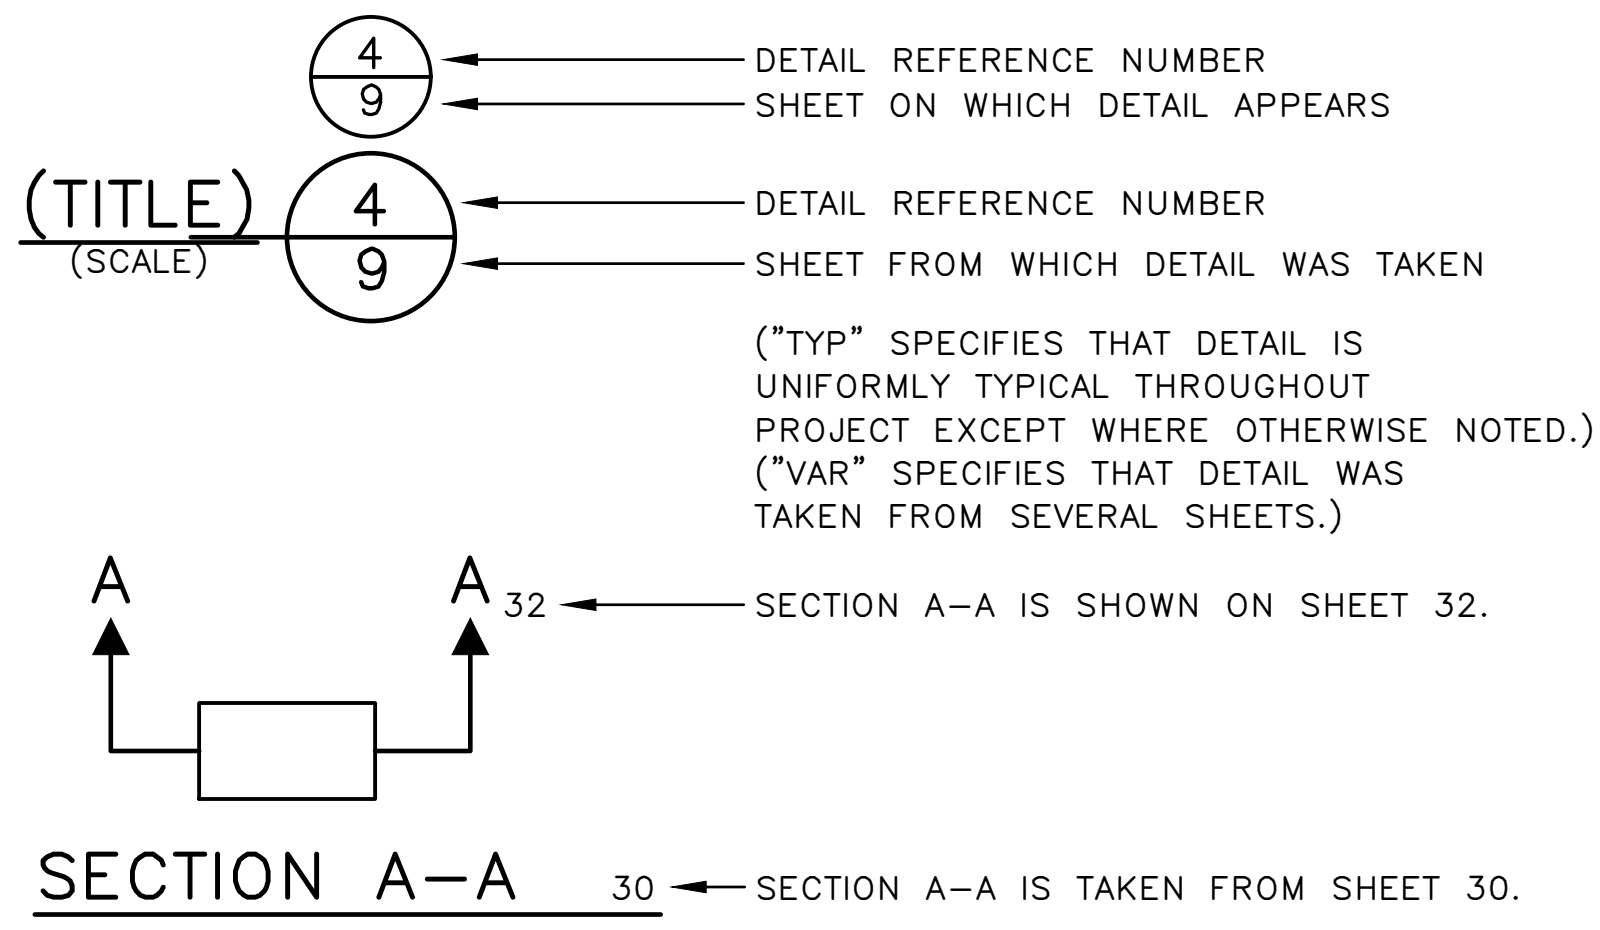 4
DETAIL REFERENCE NUMBER
9
SHEET ON WHICH DETAIL APPEARS
(TITLE)
(SCALE)
4
DETAIL REFERENCE NUMBER
9
SHEET FROM WHICH DETAIL WAS TAKEN
("TYP" SPECIFIES THAT DETAIL IS
UNIFORMLY TYPICAL THROUGHOUT
PROJECT EXCEPT WHERE OTHERWISE NOTED.)
("VAR" SPECIFIES THAT DETAIL WAS
TAKEN FROM SEVERAL SHEETS.)
A A 32 SECTION A-A IS SHOWN ON SHEET 32.
SECTION A-A 30 SECTION A-A IS TAKEN FROM SHEET 30.